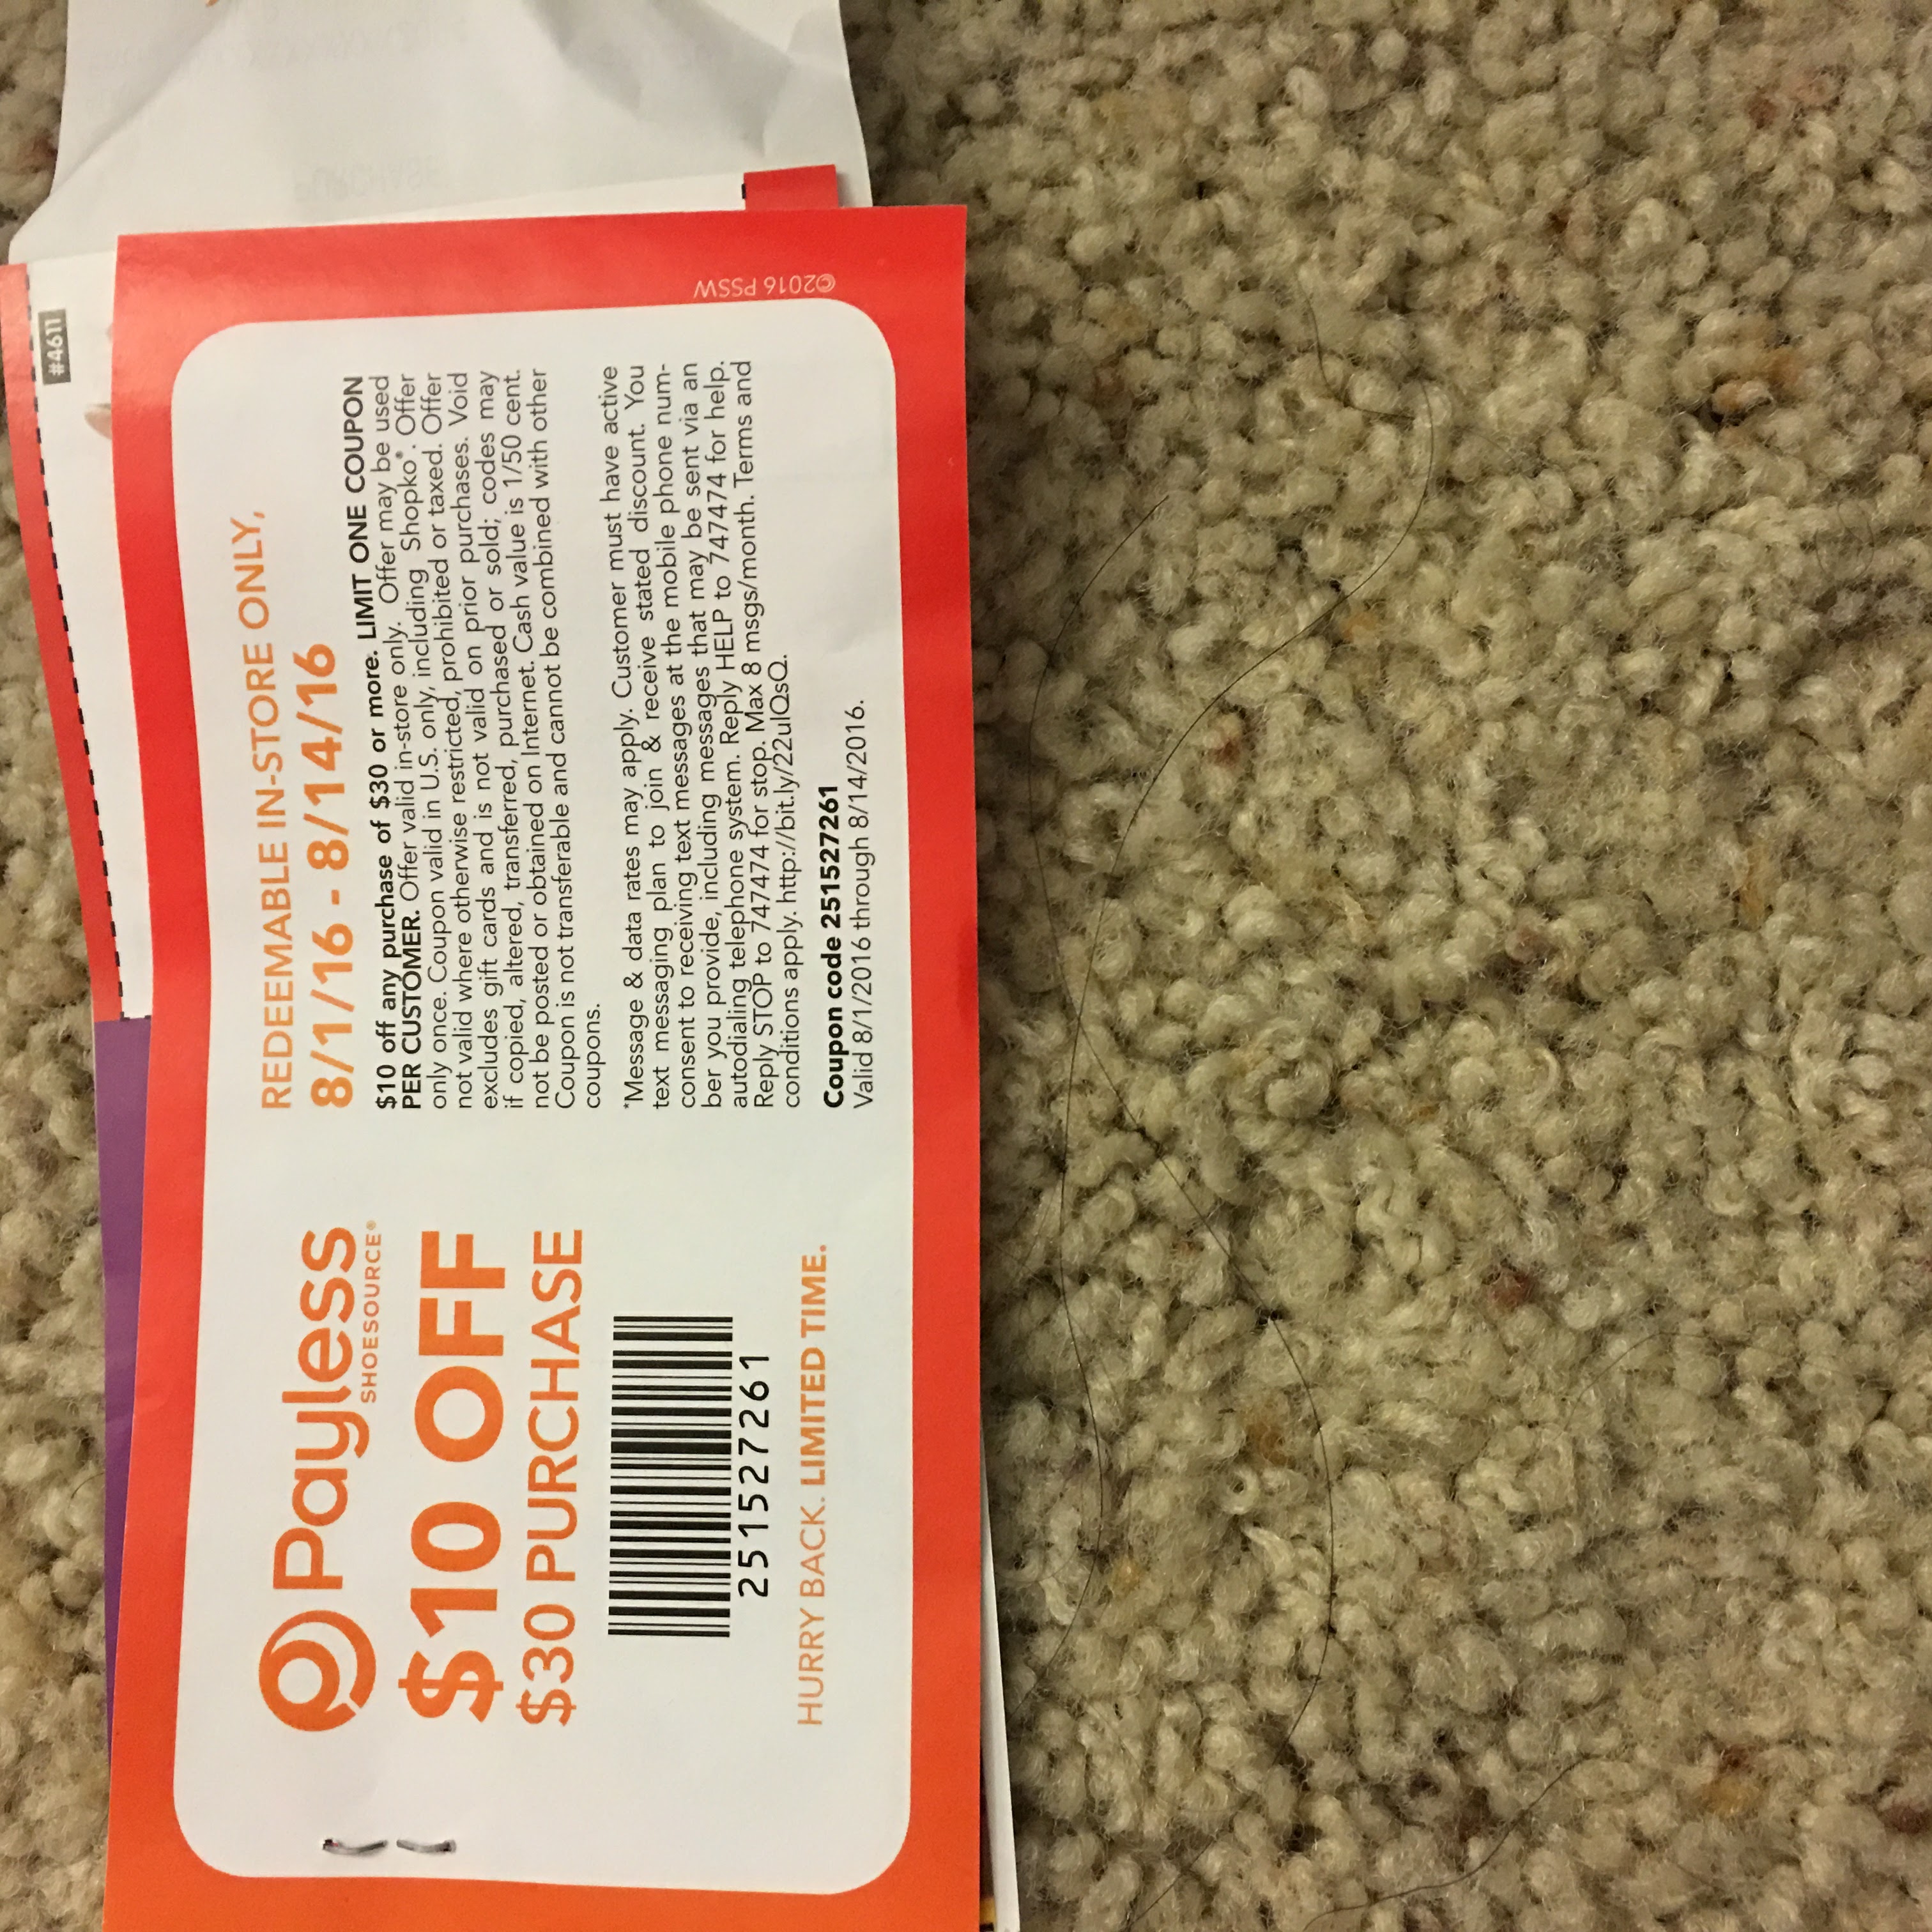 #4611
Payless
SHOESOURCE®
$10 OFF
$30 PURCHASE
251527261
HURRY BACK. LIMITED TIME.
REDEEMABLE IN-STORE ONLY,
8/1/16 - 8/14/16
$10 off any purchase of $30 or more. LIMIT ONE COUPON
PER CUSTOMER. Offer valid in-store only. Offer may be used
only once. Coupon valid in U.S. only, including Shopko®. Offer
not valid where otherwise restricted, prohibited or taxed. Offer
excludes gift cards and is not valid on prior purchases. Void
if copied, altered, transferred, purchased or sold; codes may
not be posted or obtained on Internet. Cash value is 1/50 cent.
Coupon is not transferable and cannot be combined with other
coupons.
*Message & data rates may apply. Customer must have active
text messaging plan to join & receive stated discount. You
consent to receiving text messages at the mobile phone num-
ber you provide, including messages that may be sent via an
autodialing telephone system. Reply HELP to 747474 for help.
Reply STOP to 747474 for stop. Max 8 msgs/month. Terms and
conditions apply. http://bit.ly/22ulQsQ.
Coupon code 251527261
Valid 8/1/2016 through 8/14/2016.
©2016 PSSW